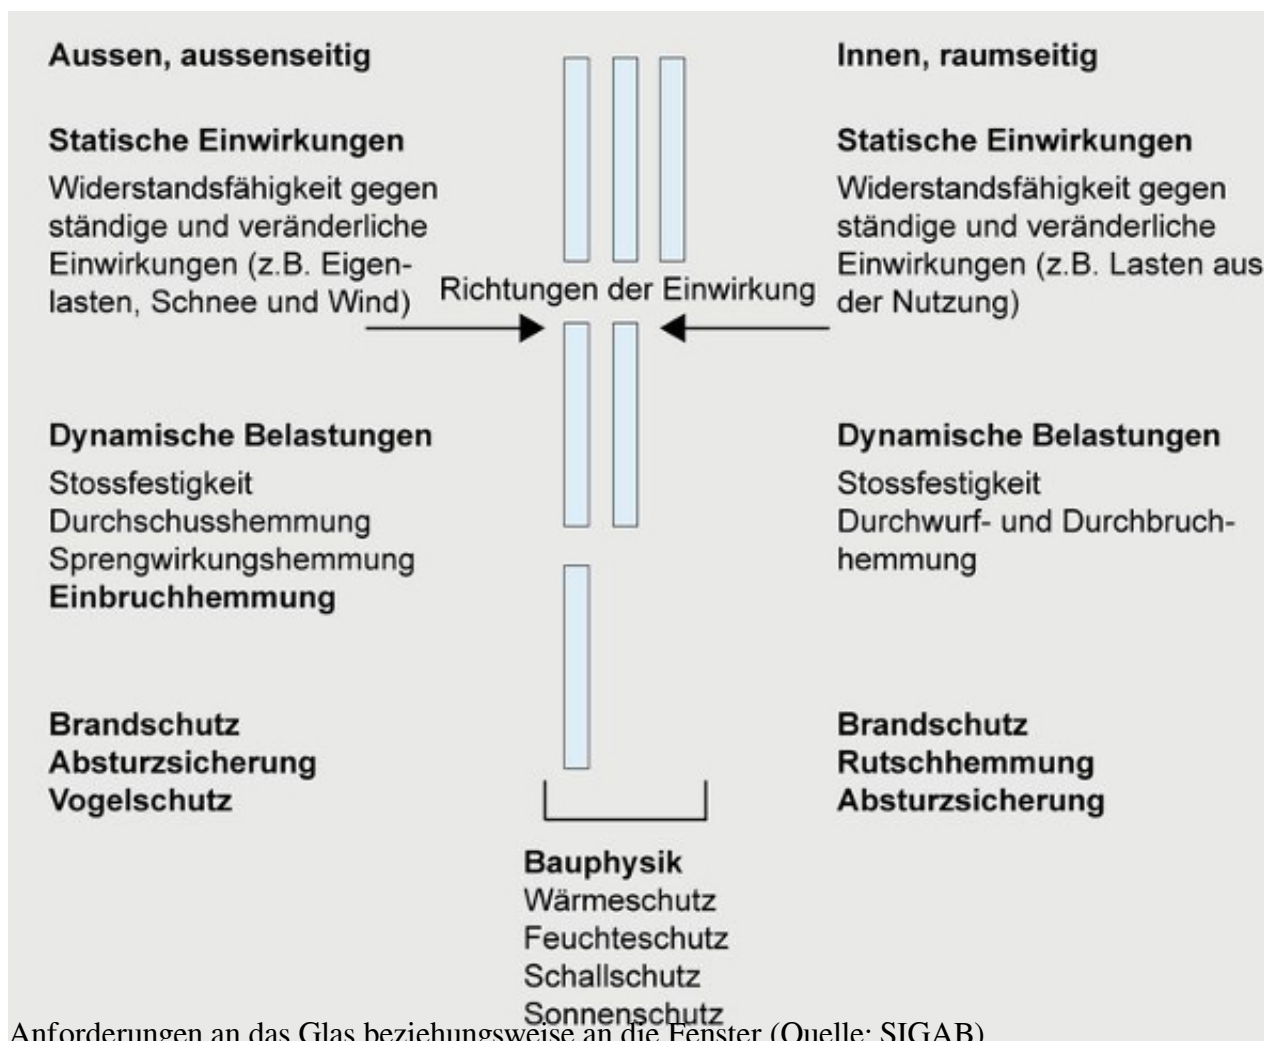 Aussen, aussenseitig
Statische Einwirkungen
Widerstandsfähigkeit gegen
ständige und veränderliche
Einwirkungen (z.B. Eigen-
lasten, Schnee und Wind)
Dynamische Belastungen
Stossfestigkeit
Durchschusshemmung
Sprengwirkungshemmung
Einbruchhemmung
Brandschutz
Absturzsicherung
Vogelschutz
Richtungen der Einwirkung
Innen, raumseitig
Statische Einwirkungen
Widerstandsfähigkeit gegen
ständige und veränderliche
Einwirkungen (z.B. Lasten aus
der Nutzung)
Dynamische Belastungen
Stossfestigkeit
Durchwurf- und Durchbruch-
hemmung
Brandschutz
Rutschhemmung
Absturzsicherung
Bauphysik
Wärmeschutz
Feuchteschutz
Schallschutz
Sonnenschutz
Anforderungen an das Glas beziehungsweise an die Fenster (Quelle: SIGAB)